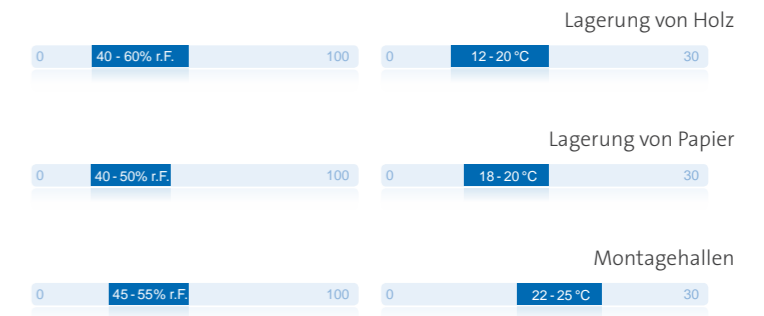 Lagerung von Holz
0 40 - 60% r.F. 100 0 12 - 20 °C 30
Lagerung von Papier
0 40 - 50% r.F. 100 0 18 - 20 °C 30
Montagehallen
0 45 - 55% r.F. 100 0 22 - 25 °C 30